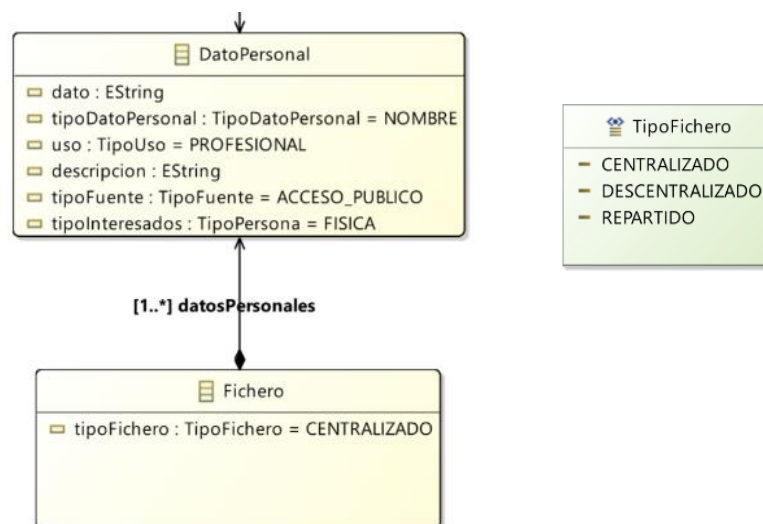 DatoPersonal
dato : EString
tipoDatoPersonal : TipoDatoPersonal = NOMBRE
uso : TipoUso = PROFESIONAL
descripcion : EString
tipoFuente : TipoFuente = ACCESO_PUBLICO
tipoInteresados : TipoPersona = FISICA
TipoFichero
CENTRALIZADO
DESCENTRALIZADO
REPARTIDO
[1..*] datosPersonales
Fichero
tipoFichero : TipoFichero = CENTRALIZADO